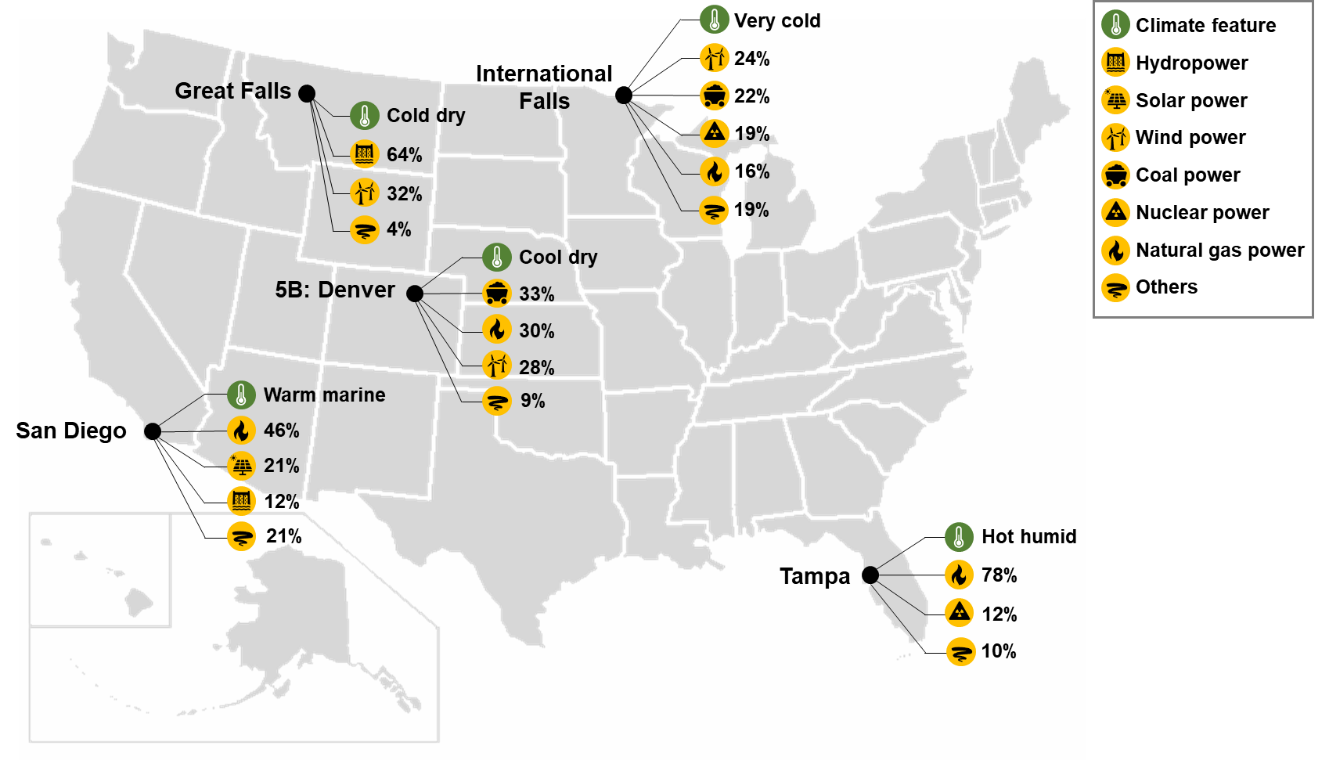 Very cold
24%
22%
19%
16%
19%
International
Falls
Great Falls
Cold dry
64%
32%
4%
5B: Denver
Cool dry
33%
30%
28%
9%
San Diego
Warm marine
46%
21%
12%
21%
Tampa
Hot humid
78%
12%
10%
Climate feature
Hydropower
Solar power
Wind power
Coal power
Nuclear power
Natural gas power
Others